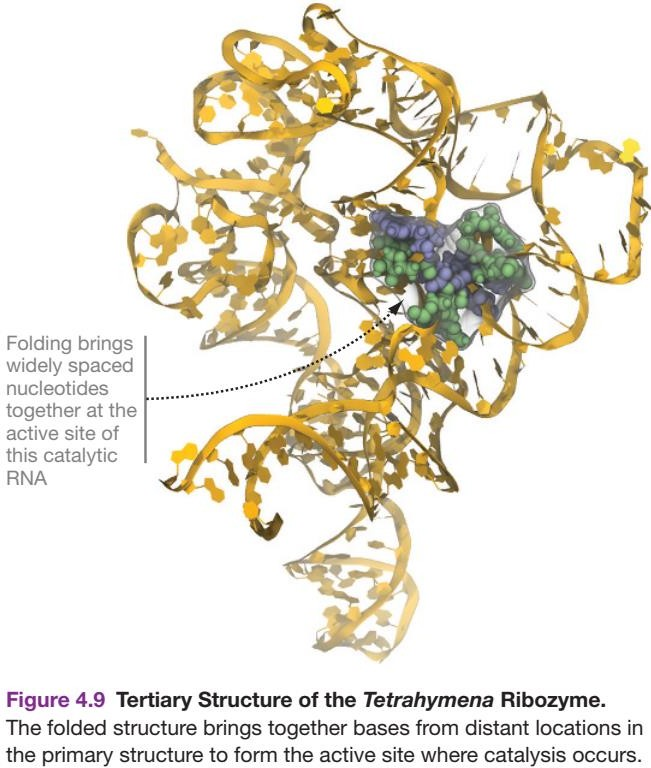 Folding brings
widely spaced
nucleotides
together at the
active site of
this catalytic
RNA
Figure 4.9 Tertiary Structure of the Tetrahymena Ribozyme.
The folded structure brings together bases from distant locations in
the primary structure to form the active site where catalysis occurs.